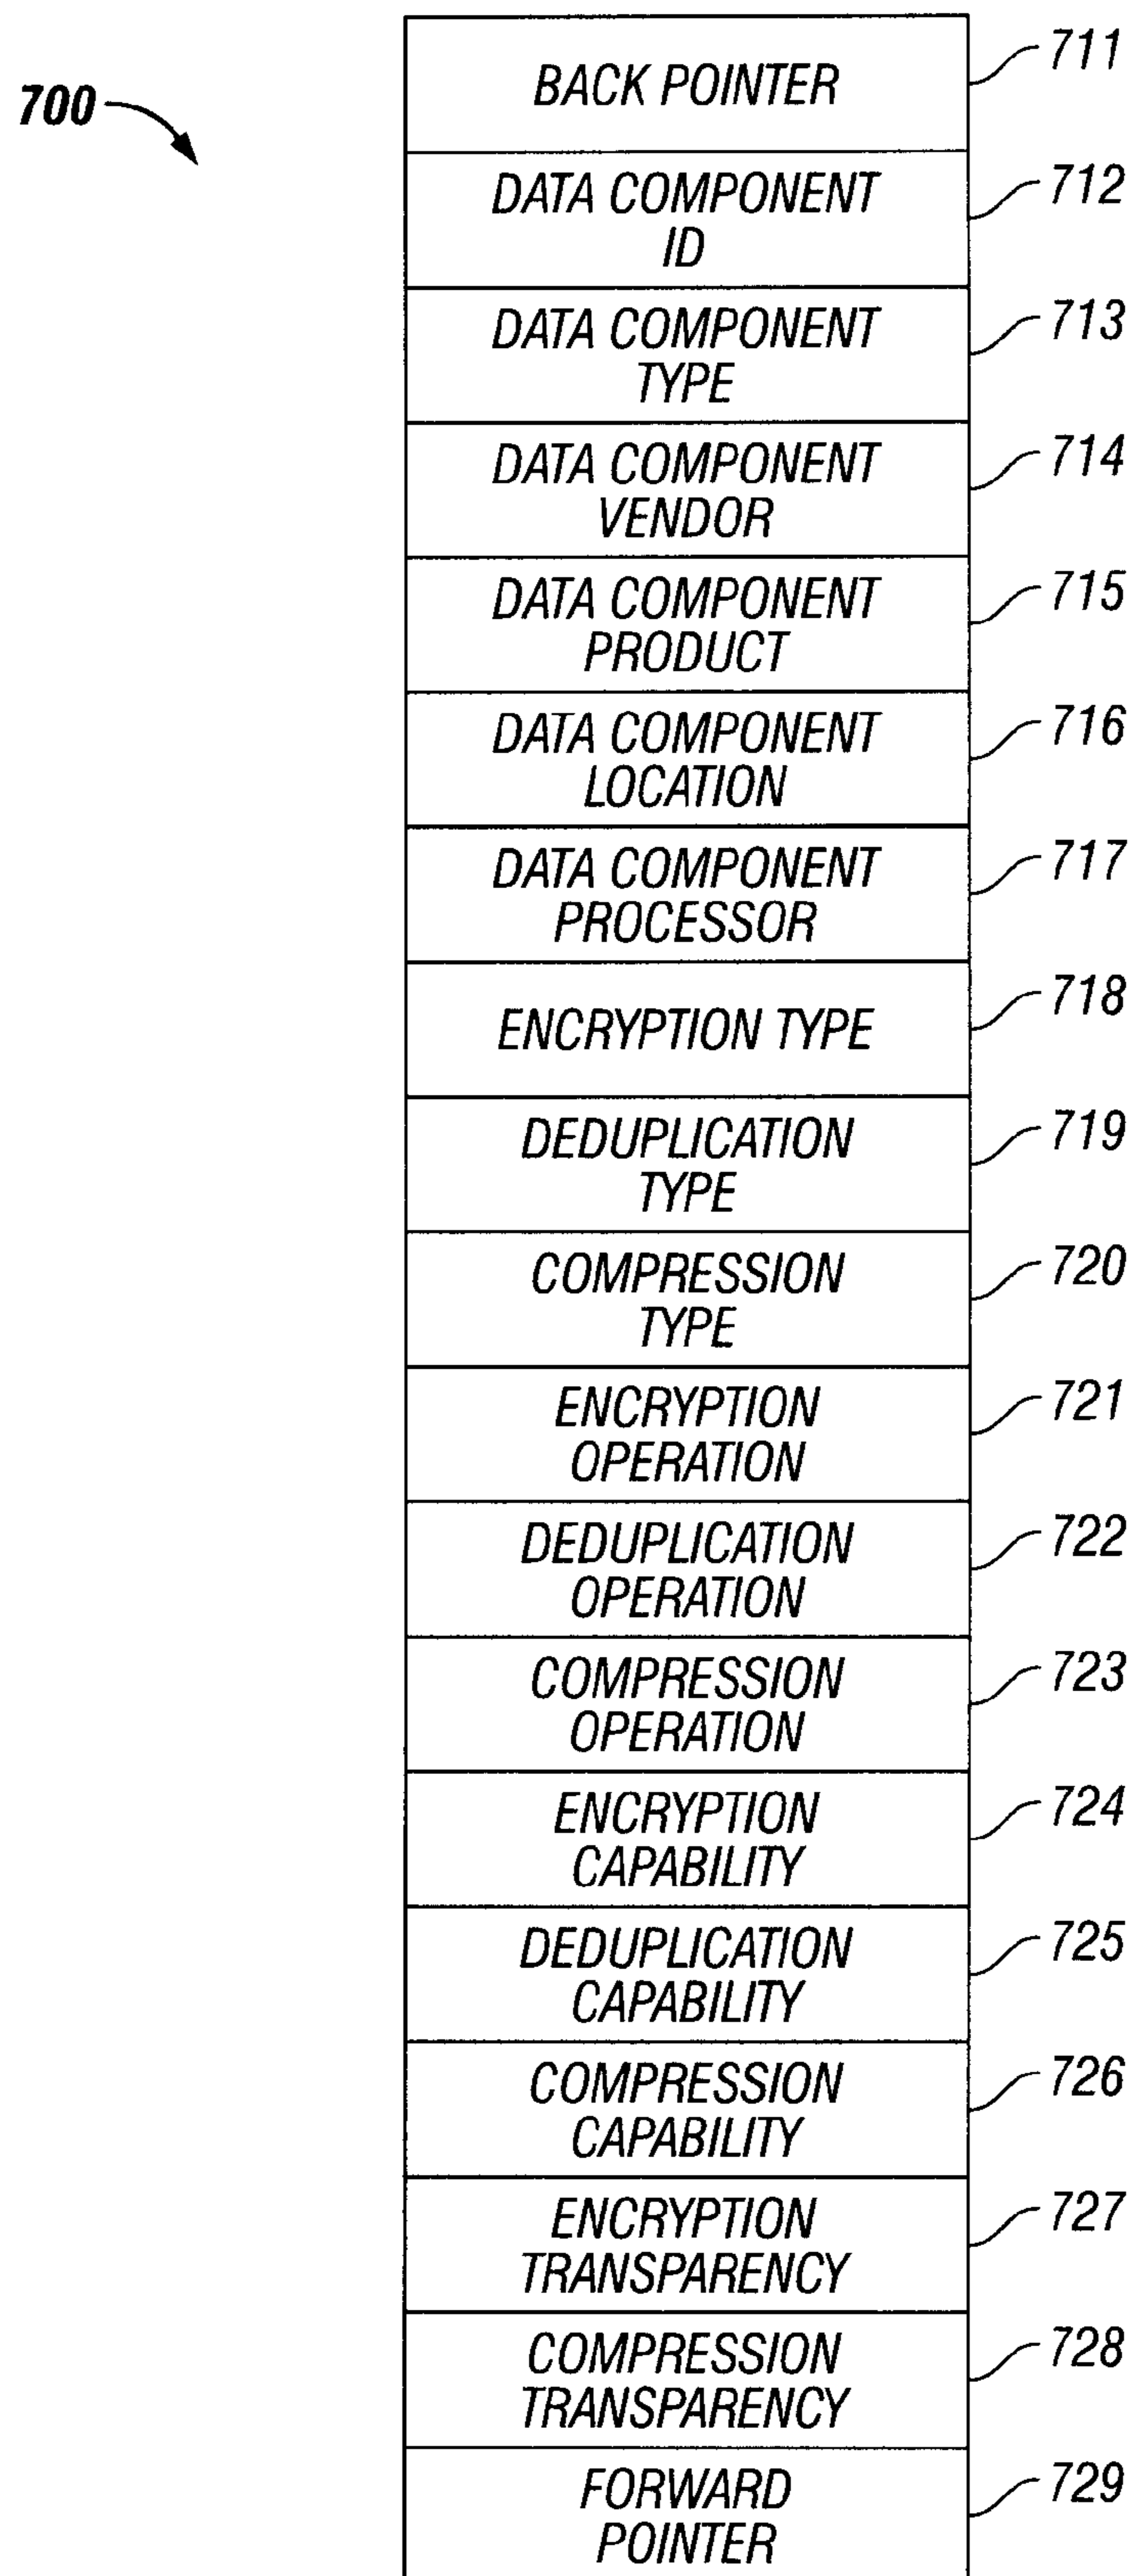 700
BACK POINTER
711
DATA COMPONENT
ID
712
DATA COMPONENT
TYPE
713
DATA COMPONENT
VENDOR
714
DATA COMPONENT
PRODUCT
715
DATA COMPONENT
LOCATION
716
DATA COMPONENT
PROCESSOR
717
ENCRYPTION TYPE
718
DEDUPLICATION
TYPE
719
COMPRESSION
TYPE
720
ENCRYPTION
OPERATION
721
DEDUPLICATION
OPERATION
722
COMPRESSION
OPERATION
723
ENCRYPTION
CAPABILITY
724
DEDUPLICATION
CAPABILITY
725
COMPRESSION
CAPABILITY
726
ENCRYPTION
TRANSPARENCY
727
COMPRESSION
TRANSPARENCY
728
FORWARD
POINTER
729